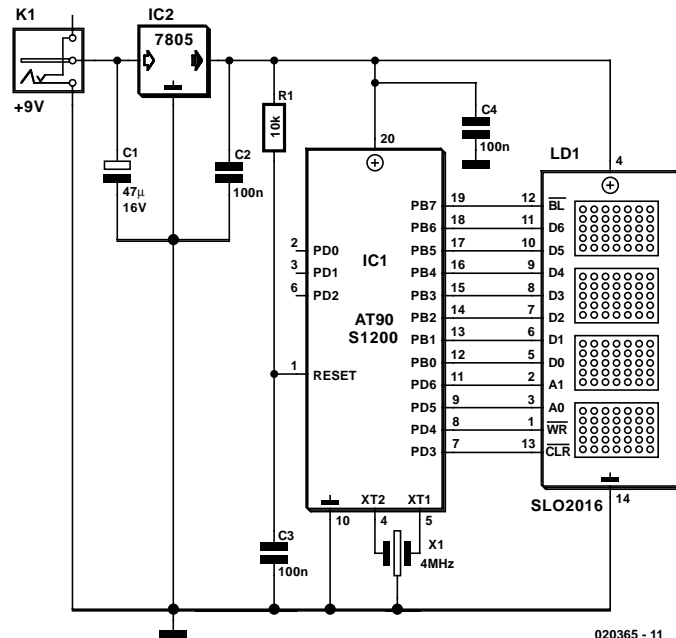 K1
+9V
IC2
7805
C1
47µ
16V
C2
100n
R1
10k
C4
100n
20
2 PD0
3 PD1
6 PD2
1 RESET
IC1
AT90
S1200
PB7 19 12 BL
PB6 18 11 D6
PB5 17 10 D5
PB4 16 9 D4
PB3 15 8 D3
PB2 14 7 D2
PB1 13 6 D1
PB0 12 5 D0
PD6 11 2 A1
PD5 9 3 A0
PD4 8 1 WR
PD3 7 13 CLR
LD1
4
14
SLO2016
XT2 XT1
10 4 5
X1
4MHz
C3
100n
020365 - 11